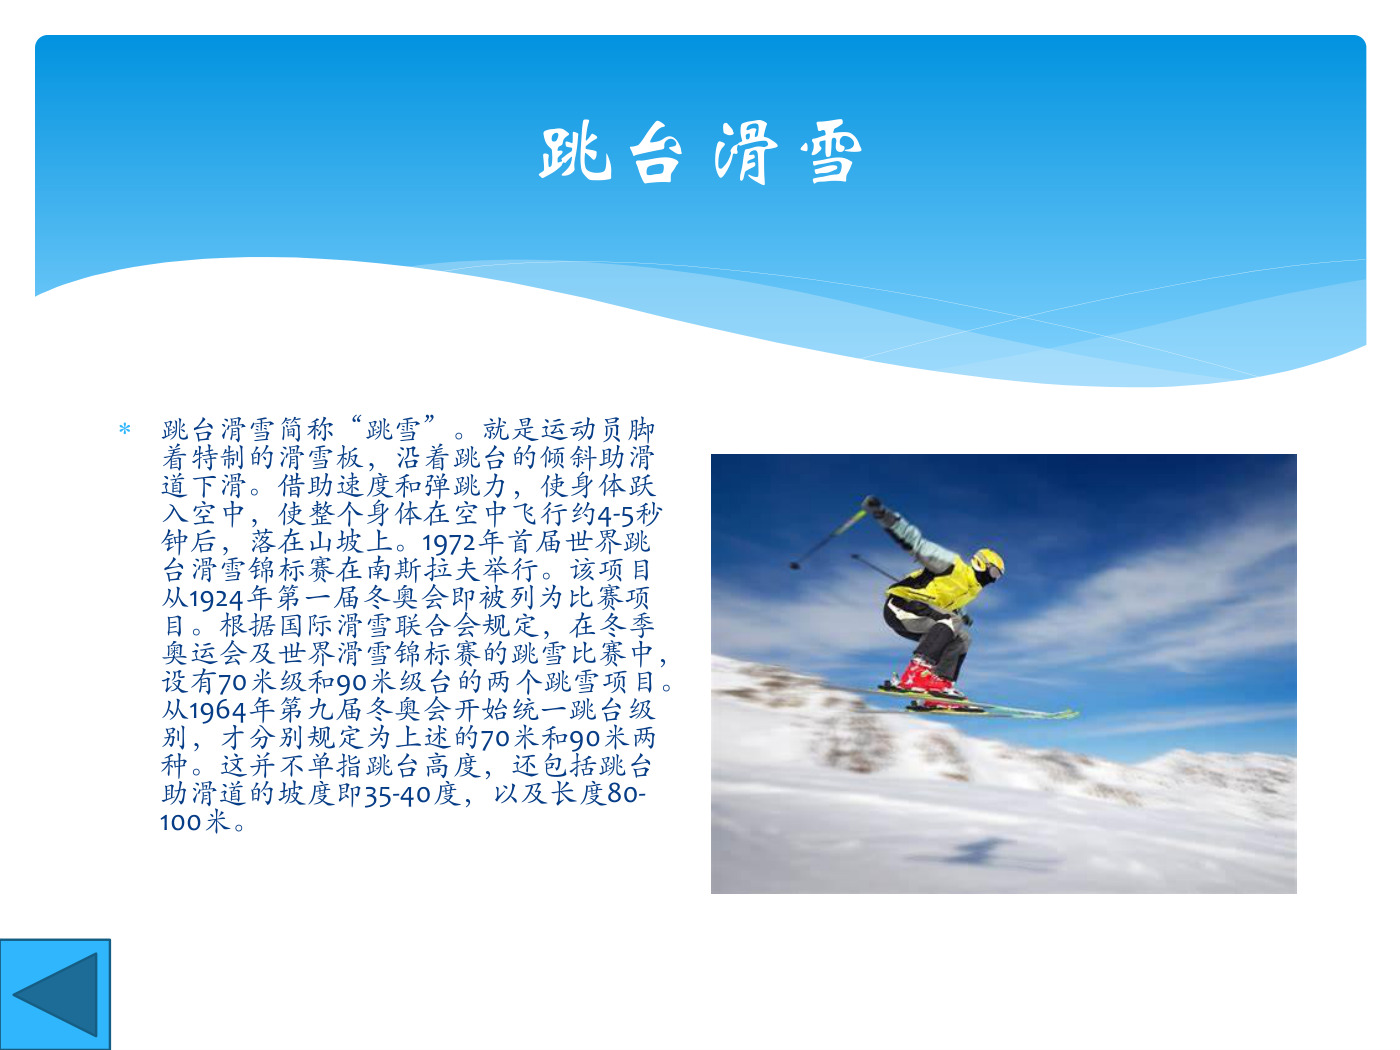 跳台滑雪
* 跳台滑雪简称“跳雪”。就是运动员脚
着特制的滑雪板，沿着跳台的倾斜助滑
道下滑。借助速度和弹跳力，使身体跃
入空中，使整个身体在空中飞行约4-5秒
钟后，落在山坡上。1972年首届世界跳
台滑雪锦标赛在南斯拉夫举行。该项目
从1924年第一届冬奥会即被列为比赛项
目。根据国际滑雪联合会规定，在冬季
奥运会及世界滑雪锦标赛的跳雪比赛中，
设有70米级和90米级台的两个跳雪项目。
从1964年第九届冬奥会开始统一跳台级
别，才分别规定为上述的70米和90米两
种。这并不单指跳台高度，还包括跳台
助滑道的坡度即35-40度，以及长度80-
100米。